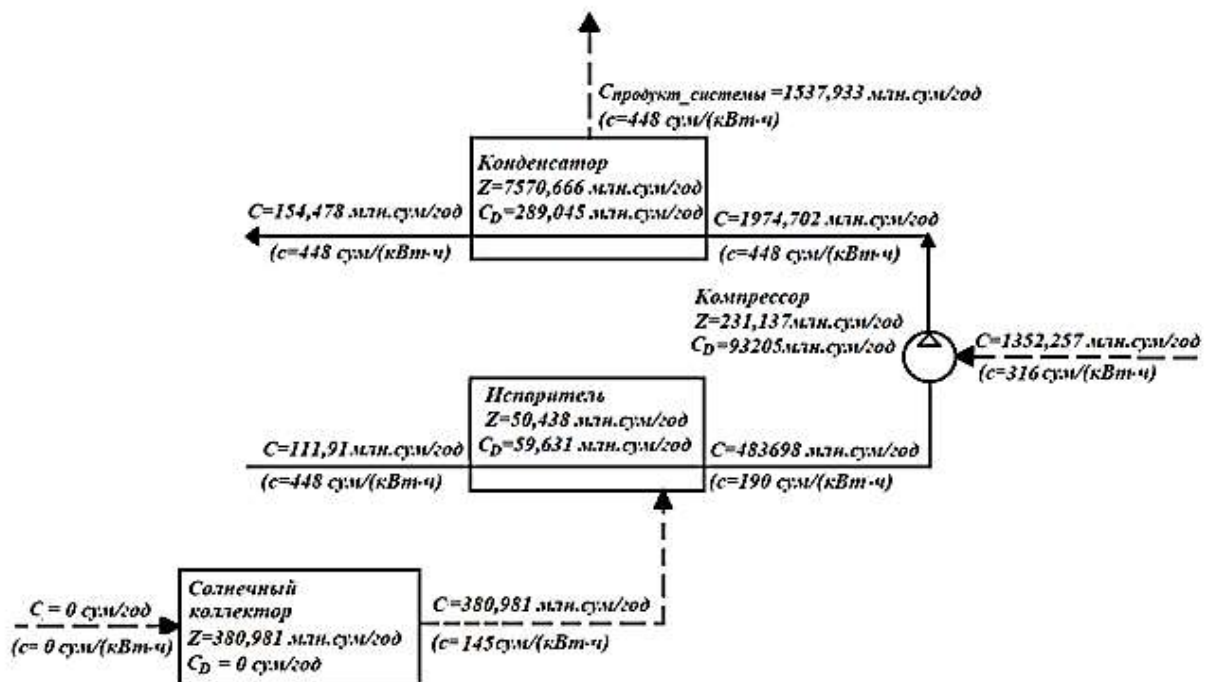 Cпродукт_системы =1537,933 млн.сум/год
(с=448 сум/(кВт-ч)
Конденсатор
Z=7570,666 млн.сум/год
CD=289,045 млн.сум/год
C=154,478 млн.сум/год
(с=448 сум/(кВт-ч)
C=1974,702 млн.сум/год
(с=448 сум/(кВт-ч)
Компрессор
Z=231,137млн.сум/год
CD=93205млн.сум/год
C=1352,257 млн.сум/год
(с=316 сум/(кВт-ч)
Испаритель
Z=50,438 млн.сум/год
CD=59,631 млн.сум/год
C=111,91 млн.сум/год
(с=448 сум/(кВт-ч)
C=483698 млн.сум/год
(с=190 сум/(кВт-ч)
Солнечный
коллектор
Z=380,981 млн.сум/год
CD = 0 сум/год
C = 0 сум/год
(с= 0 сум/(кВт-ч)
C=380,981 млн.сум/год
(с=145сум/(кВт-ч)